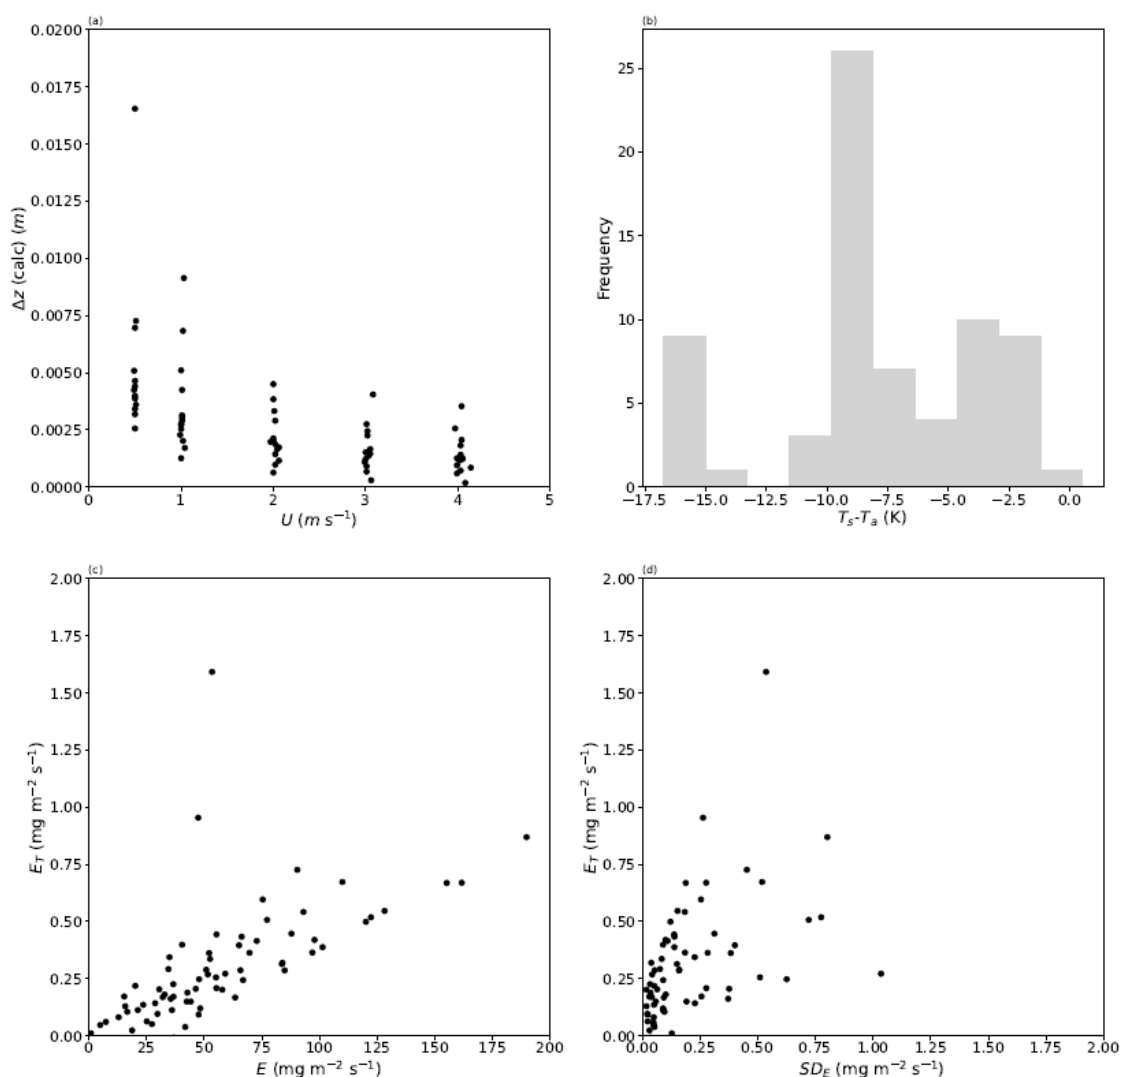 (a)
0.0200
0.0175
0.0150
0.0125
0.0100
0.0075
0.0050
0.0025
0.0000
Δz (calc) (m)
0 1 2 3 4 5
U (m s⁻¹)
(b)
25
20
15
10
5
0
Frequency
−17.5 −15.0 −12.5 −10.0 −7.5 −5.0 −2.5 0.0
Tₛ-Tₐ (K)
(c)
2.00
1.75
1.50
1.25
1.00
0.75
0.50
0.25
0.00
E_T (mg m⁻² s⁻¹)
0 25 50 75 100 125 150 175 200
E (mg m⁻² s⁻¹)
(d)
2.00
1.75
1.50
1.25
1.00
0.75
0.50
0.25
0.00
E_T (mg m⁻² s⁻¹)
0.00 0.25 0.50 0.75 1.00 1.25 1.50 1.75 2.00
SD_E (mg m⁻² s⁻¹)